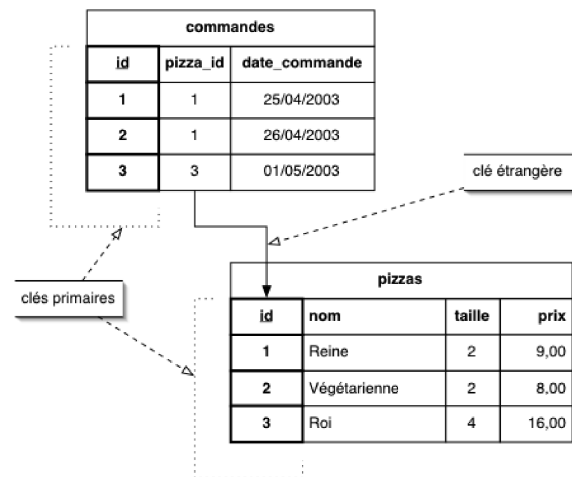 commandes
id pizza_id date_commande
1 1 25/04/2003
2 1 26/04/2003
3 3 01/05/2003
clé étrangère
pizzas
clés primaires
id nom taille prix
1 Reine 2 9,00
2 Végétarienne 2 8,00
3 Roi 4 16,00